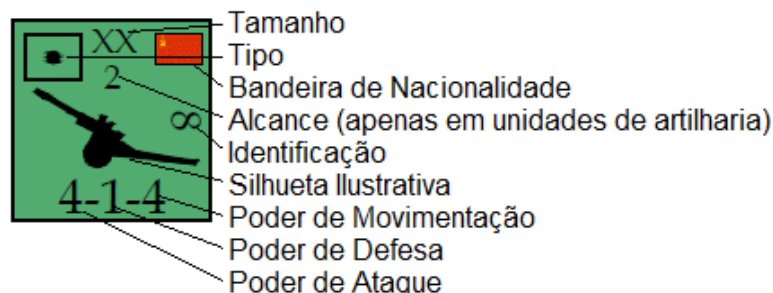 XX
2
8
4-1-4
Tamanho
Tipo
Bandeira de Nacionalidade
Alcance (apenas em unidades de artilharia)
Identificação
Silhueta Ilustrativa
Poder de Movimentação
Poder de Defesa
Poder de Ataque